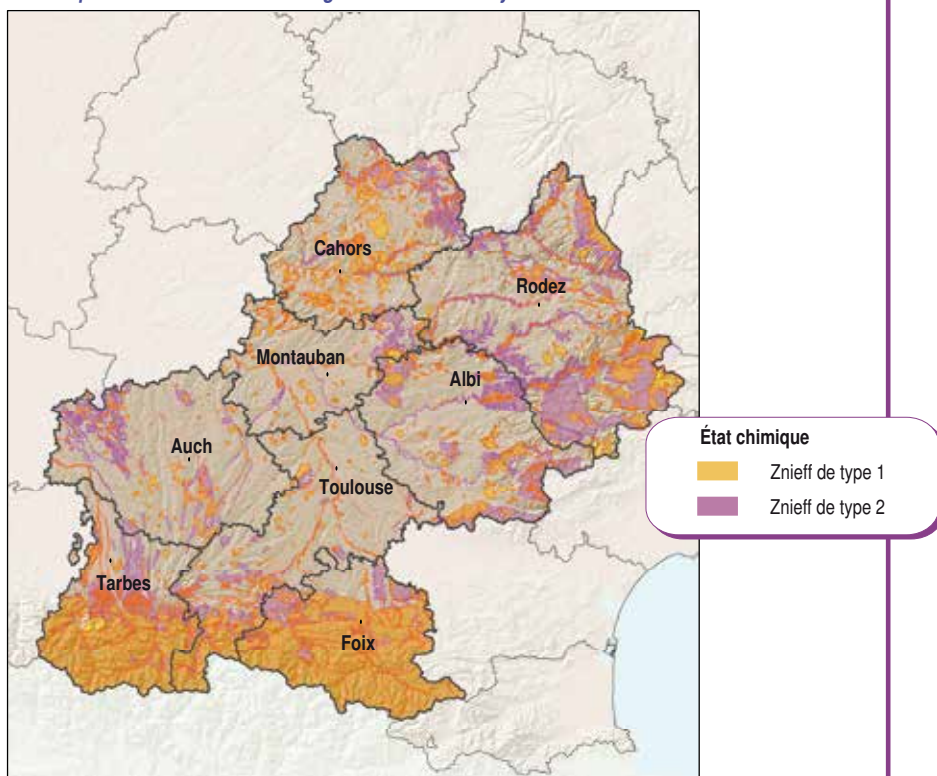 Cahors
Rodez
Montauban
Albi
Auch
Toulouse
Tarbes
Foix
État chimique
Znieff de type 1
Znieff de type 2